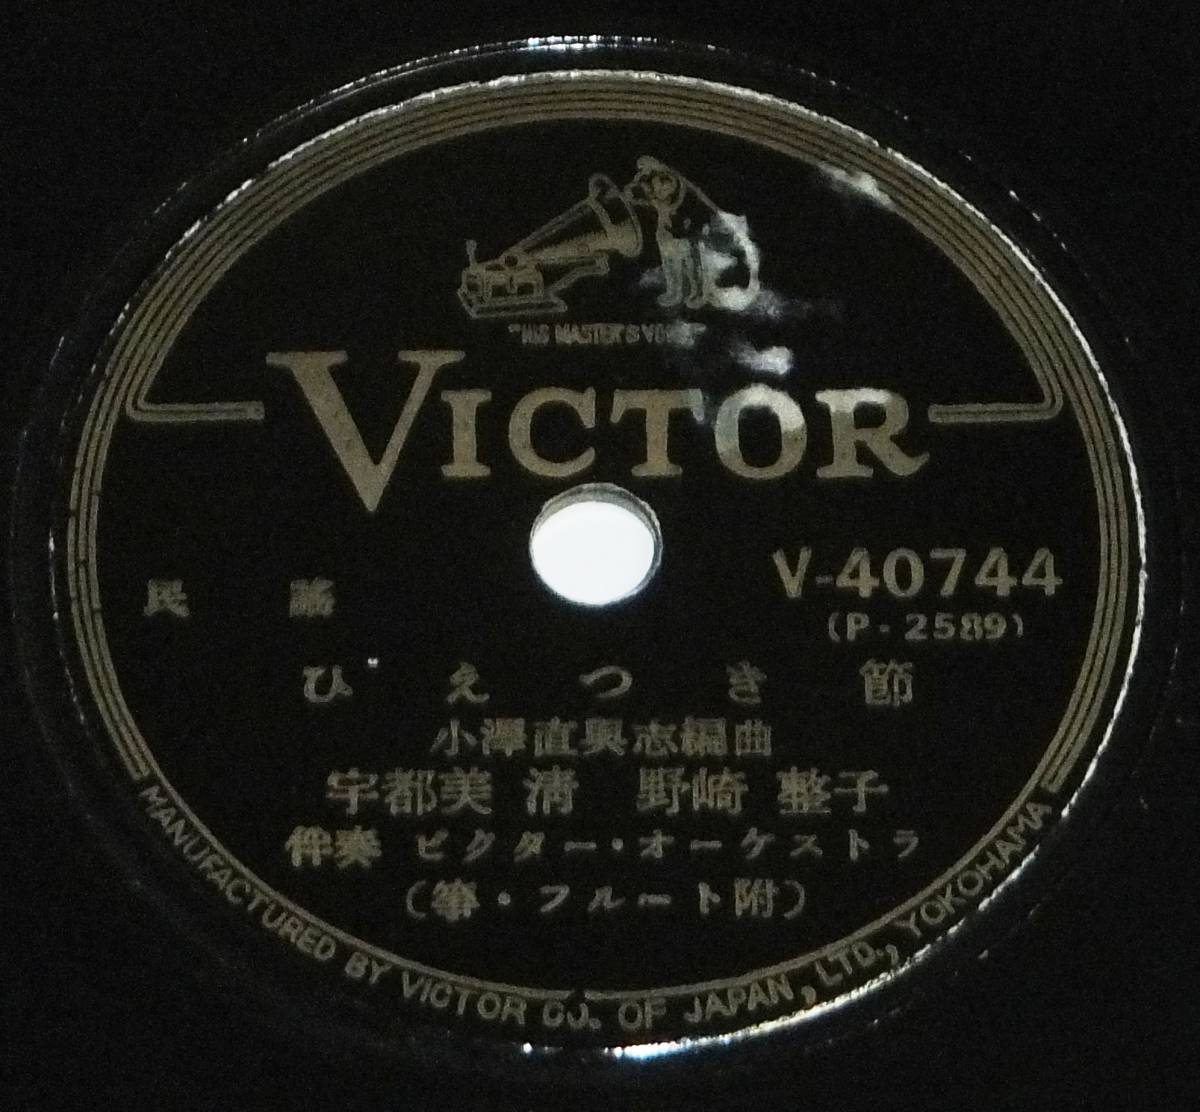 "HIS MASTER'S VOICE"
VICTOR
V-40744
(P-2589)
民謠
ひえつき節
小澤直與志編曲
宇都美 清 野崎 整子
伴奏 ビクター・オーケストラ
(箏・フルート附)
MANUFACTURED BY VICTOR CO. OF JAPAN, LTD., YOKOHAMA